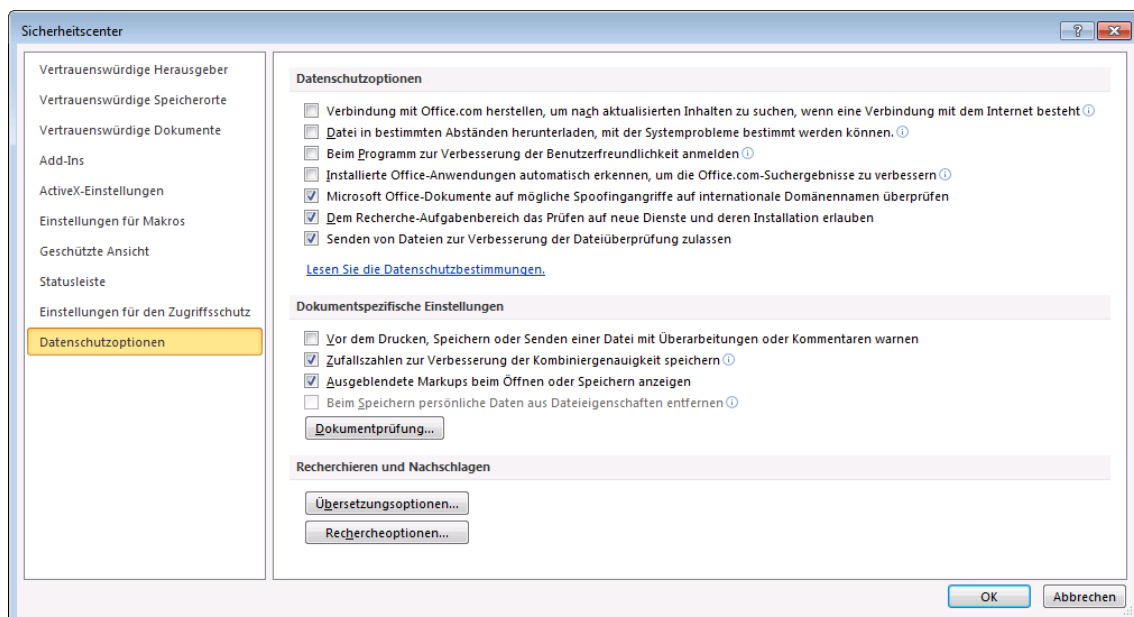 Sicherheitscenter
Vertrauenswürdige Herausgeber
Vertrauenswürdige Speicherorte
Vertrauenswürdige Dokumente
Add-Ins
ActiveX-Einstellungen
Einstellungen für Makros
Geschützte Ansicht
Statusleiste
Einstellungen für den Zugriffsschutz
Datenschutzoptionen
Datenschutzoptionen
Verbindung mit Office.com herstellen, um nach aktualisierten Inhalten zu suchen, wenn eine Verbindung mit dem Internet besteht
Datei in bestimmten Abständen herunterladen, mit der Systemprobleme bestimmt werden können.
Beim Programm zur Verbesserung der Benutzerfreundlichkeit anmelden
Installierte Office-Anwendungen automatisch erkennen, um die Office.com-Suchergebnisse zu verbessern
Microsoft Office-Dokumente auf mögliche Spoofingangriffe auf internationale Domänennamen überprüfen
Dem Recherche-Aufgabenbereich das Prüfen auf neue Dienste und deren Installation erlauben
Senden von Dateien zur Verbesserung der Dateiüberprüfung zulassen
Lesen Sie die Datenschutzbestimmungen.
Dokumentspezifische Einstellungen
Vor dem Drucken, Speichern oder Senden einer Datei mit Überarbeitungen oder Kommentaren warnen
Zufallszahlen zur Verbesserung der Kombiniergenauigkeit speichern
Ausgeblendete Markups beim Öffnen oder Speichern anzeigen
Beim Speichern persönliche Daten aus Dateieigenschaften entfernen
Dokumentprüfung...
Recherchieren und Nachschlagen
Übersetzungsoptionen...
Rechercheoptionen...
OK
Abbrechen